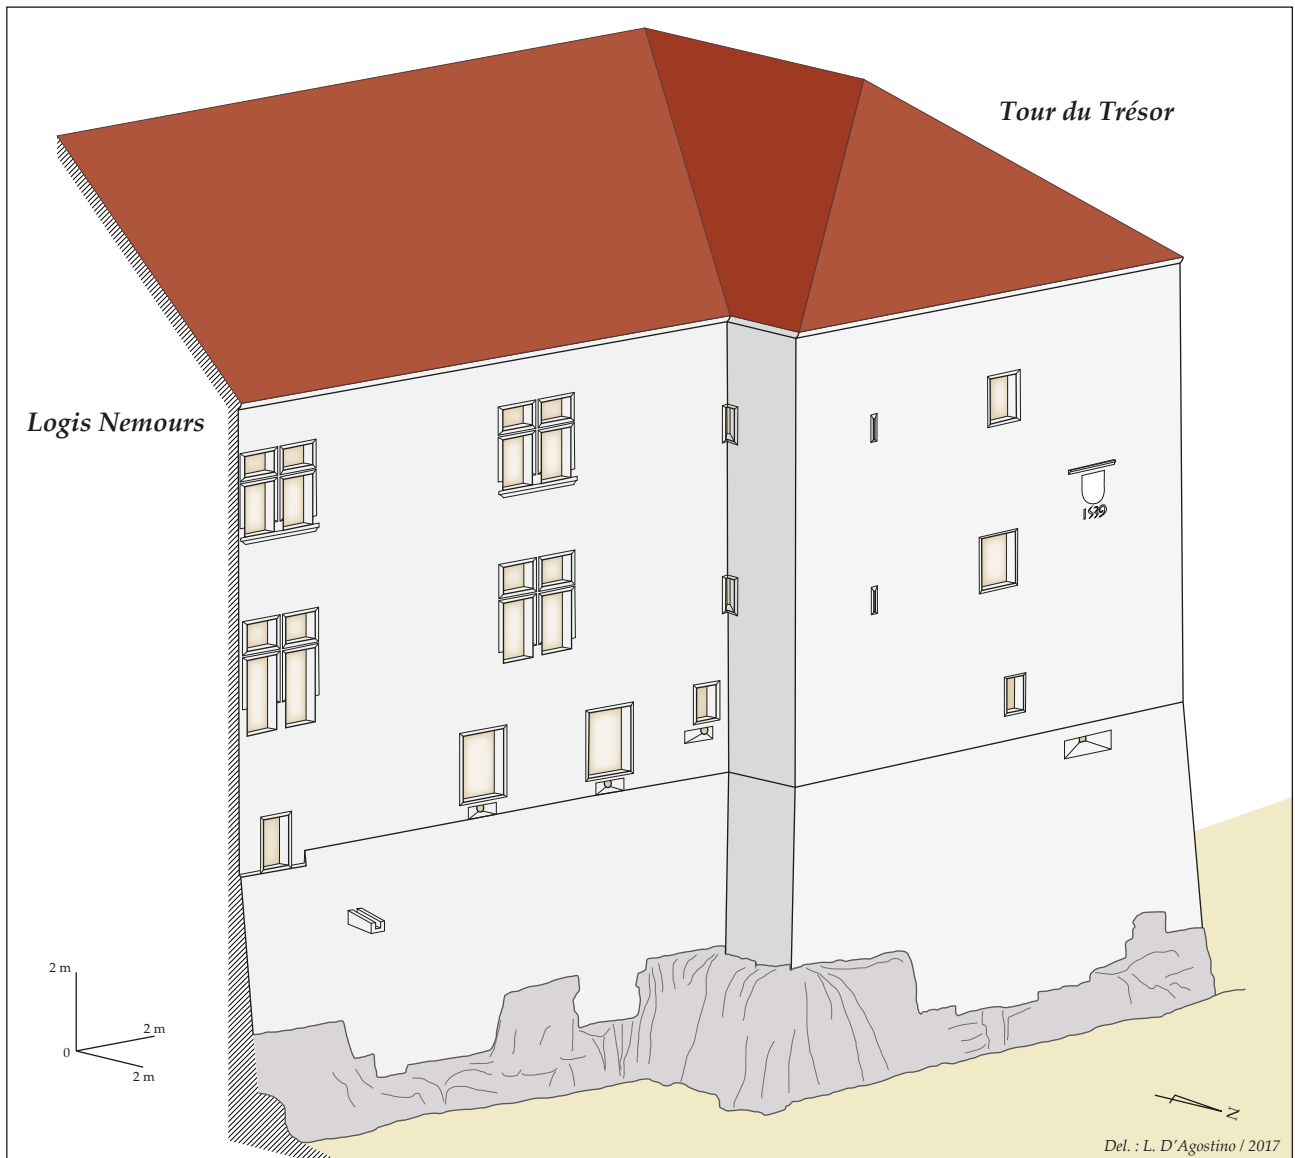 Tour du Trésor
Logis Nemours
1539
2 m
2 m
0
2 m
N
Del. : L. D'Agostino / 2017